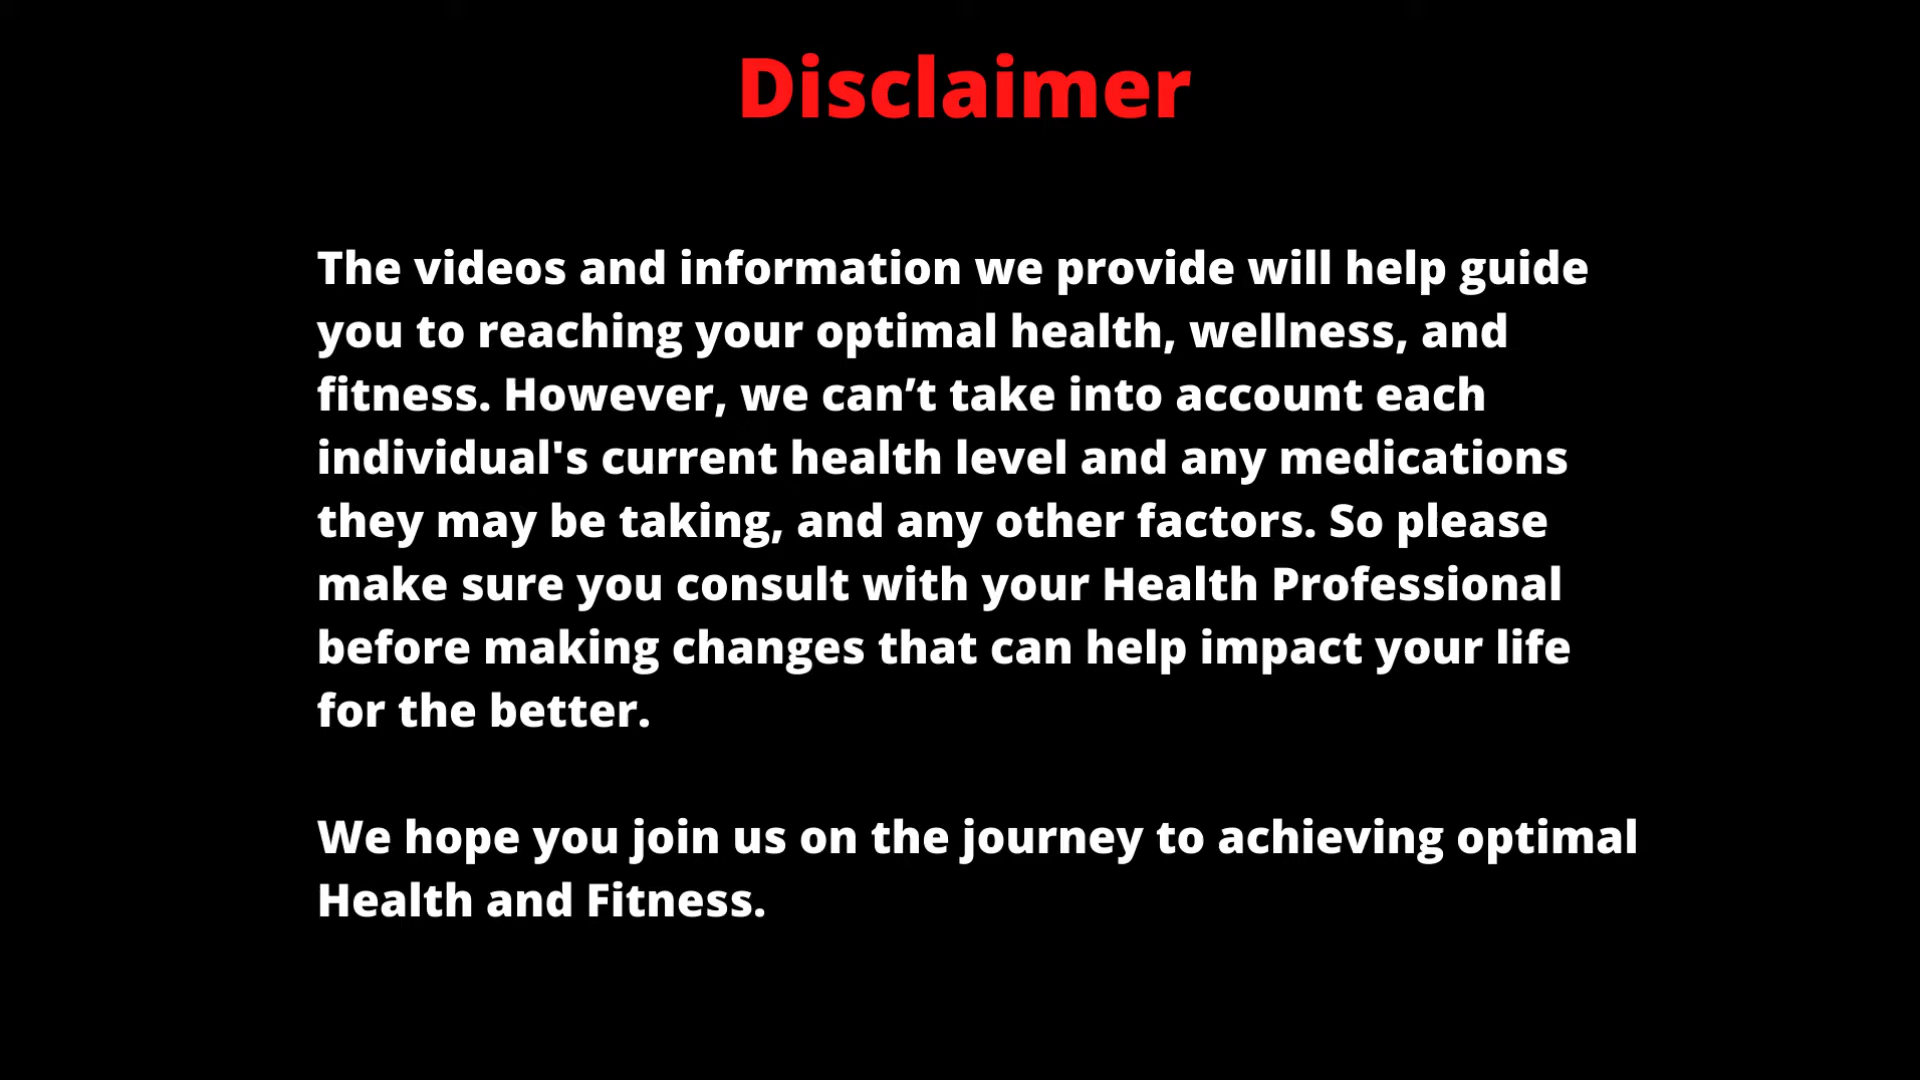 Disclaimer
The videos and information we provide will help guide
you to reaching your optimal health, wellness, and
fitness. However, we can’t take into account each
individual's current health level and any medications
they may be taking, and any other factors. So please
make sure you consult with your Health Professional
before making changes that can help impact your life
for the better.
We hope you join us on the journey to achieving optimal
Health and Fitness.